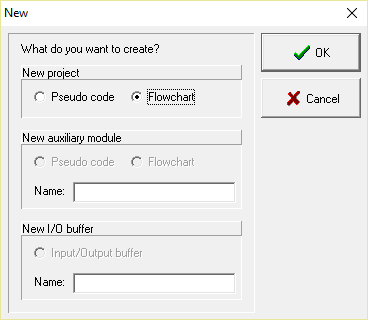 New
What do you want to create?
OK
New project
Pseudo code Flowchart
Cancel
New auxiliary module
Pseudo code Flowchart
Name:
New I/O buffer
Input/Output buffer
Name: